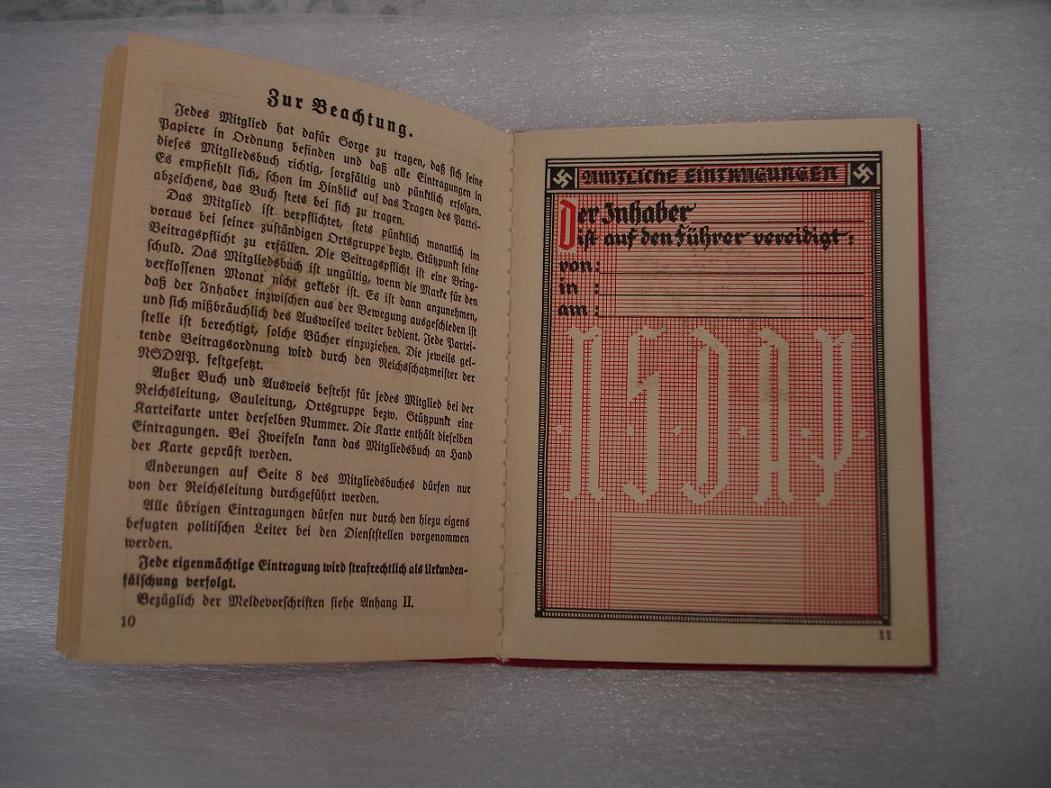 Zur Beachtung.
Jedes Mitglied hat dafür Sorge zu tragen, daß sich seine
Papiere in Ordnung befinden und daß alle Eintragungen in
dieses Mitgliedsbuch richtig, sorgfältig und pünktlich erfolgen.
Es empfiehlt sich, schon im Hinblick auf das Tragen des Partei-
abzeichens, das Buch stets bei sich zu tragen.
Das Mitglied ist verpflichtet, stets pünktlich monatlich im
voraus bei seiner zuständigen Ortsgruppe bezw. Stützpunkt seine
Beitragspflicht zu erfüllen. Die Beitragspflicht ist eine Bring-
schuld. Das Mitgliedsbuch ist ungültig, wenn die Marke für den
verflossenen Monat nicht geklebt ist. Es ist dann anzunehmen,
daß der Inhaber inzwischen aus der Bewegung ausgeschieden ist
und sich mißbräuchlich des Ausweises weiter bedient. Jede Partei-
stelle ist berechtigt, solche Bücher einzuziehen. Die jeweils gel-
tende Beitragsordnung wird durch den Reichsschatzmeister der
NSDAP. festgesetzt.
Außer Buch und Ausweis besteht für jedes Mitglied bei der
Reichsleitung, Gauleitung, Ortsgruppe bezw. Stützpunkt eine
Karteikarte unter derselben Nummer. Die Karte enthält dieselben
Eintragungen. Bei Zweifeln kann das Mitgliedsbuch an Hand
der Karte geprüft werden.
Änderungen auf Seite 8 des Mitgliedsbuches dürfen nur
von der Reichsleitung durchgeführt werden.
Alle übrigen Eintragungen dürfen nur durch den hiezu eigens
befugten politischen Leiter bei den Dienststellen vorgenommen
werden.
Jede eigenmächtige Eintragung wird strafrechtlich als Urkunden-
fälschung verfolgt.
Bezüglich der Meldevorschriften siehe Anhang II.
10
AMTLICHE EINTRAGUNGEN
Der Inhaber
ist auf den Führer vereidigt:
von:
in :
am:
N·S·D·A·P·
11